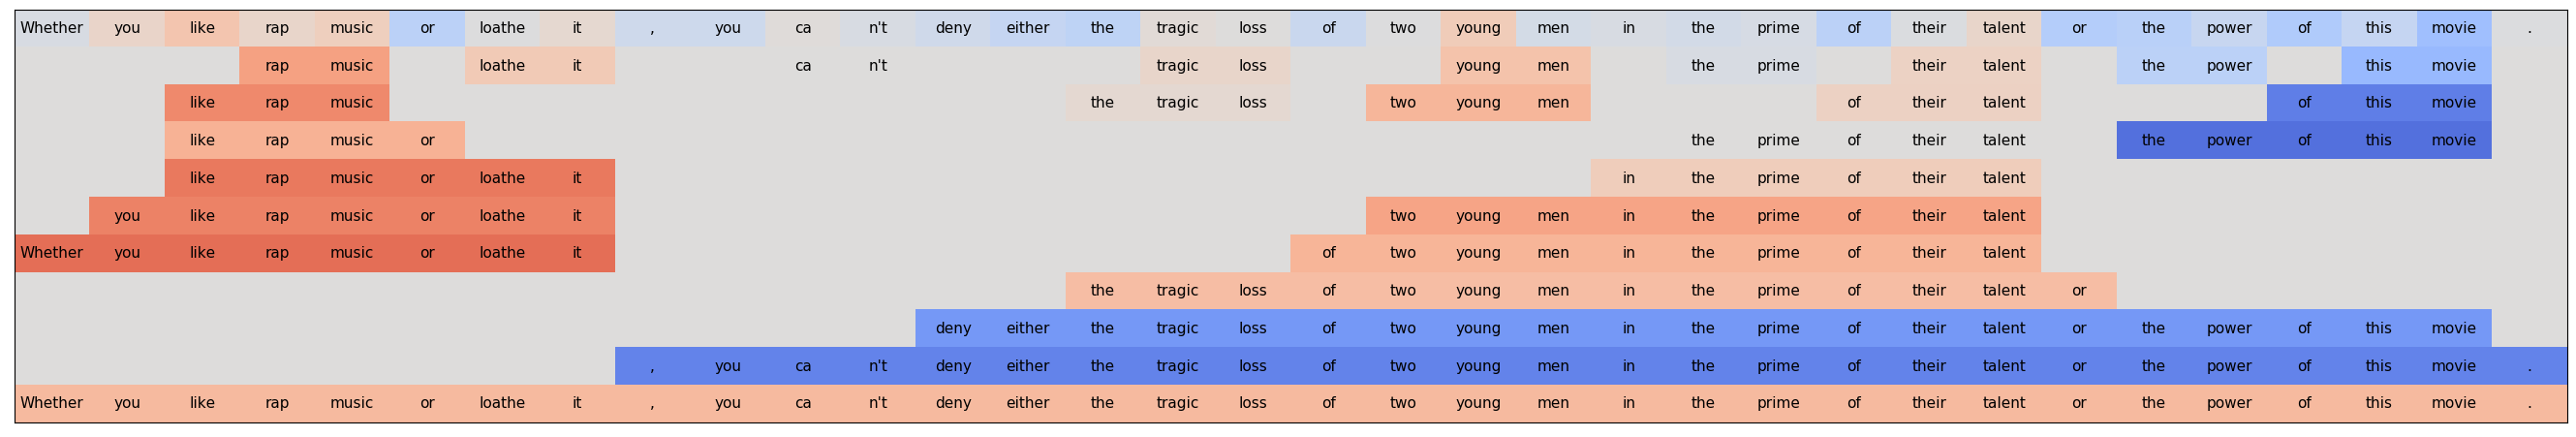 Whether you like rap music or loathe it , you ca n't deny either the tragic loss of two young men in the prime of their talent or the power of this movie .
rap music loathe it ca n't tragic loss young men the prime their talent the power this movie
like rap music the tragic loss two young men of their talent of this movie
like rap music or the prime of their talent the power of this movie
like rap music or loathe it in the prime of their talent
you like rap music or loathe it two young men in the prime of their talent
Whether you like rap music or loathe it of two young men in the prime of their talent
the tragic loss of two young men in the prime of their talent or
deny either the tragic loss of two young men in the prime of their talent or the power of this movie
, you ca n't deny either the tragic loss of two young men in the prime of their talent or the power of this movie .
Whether you like rap music or loathe it , you ca n't deny either the tragic loss of two young men in the prime of their talent or the power of this movie .